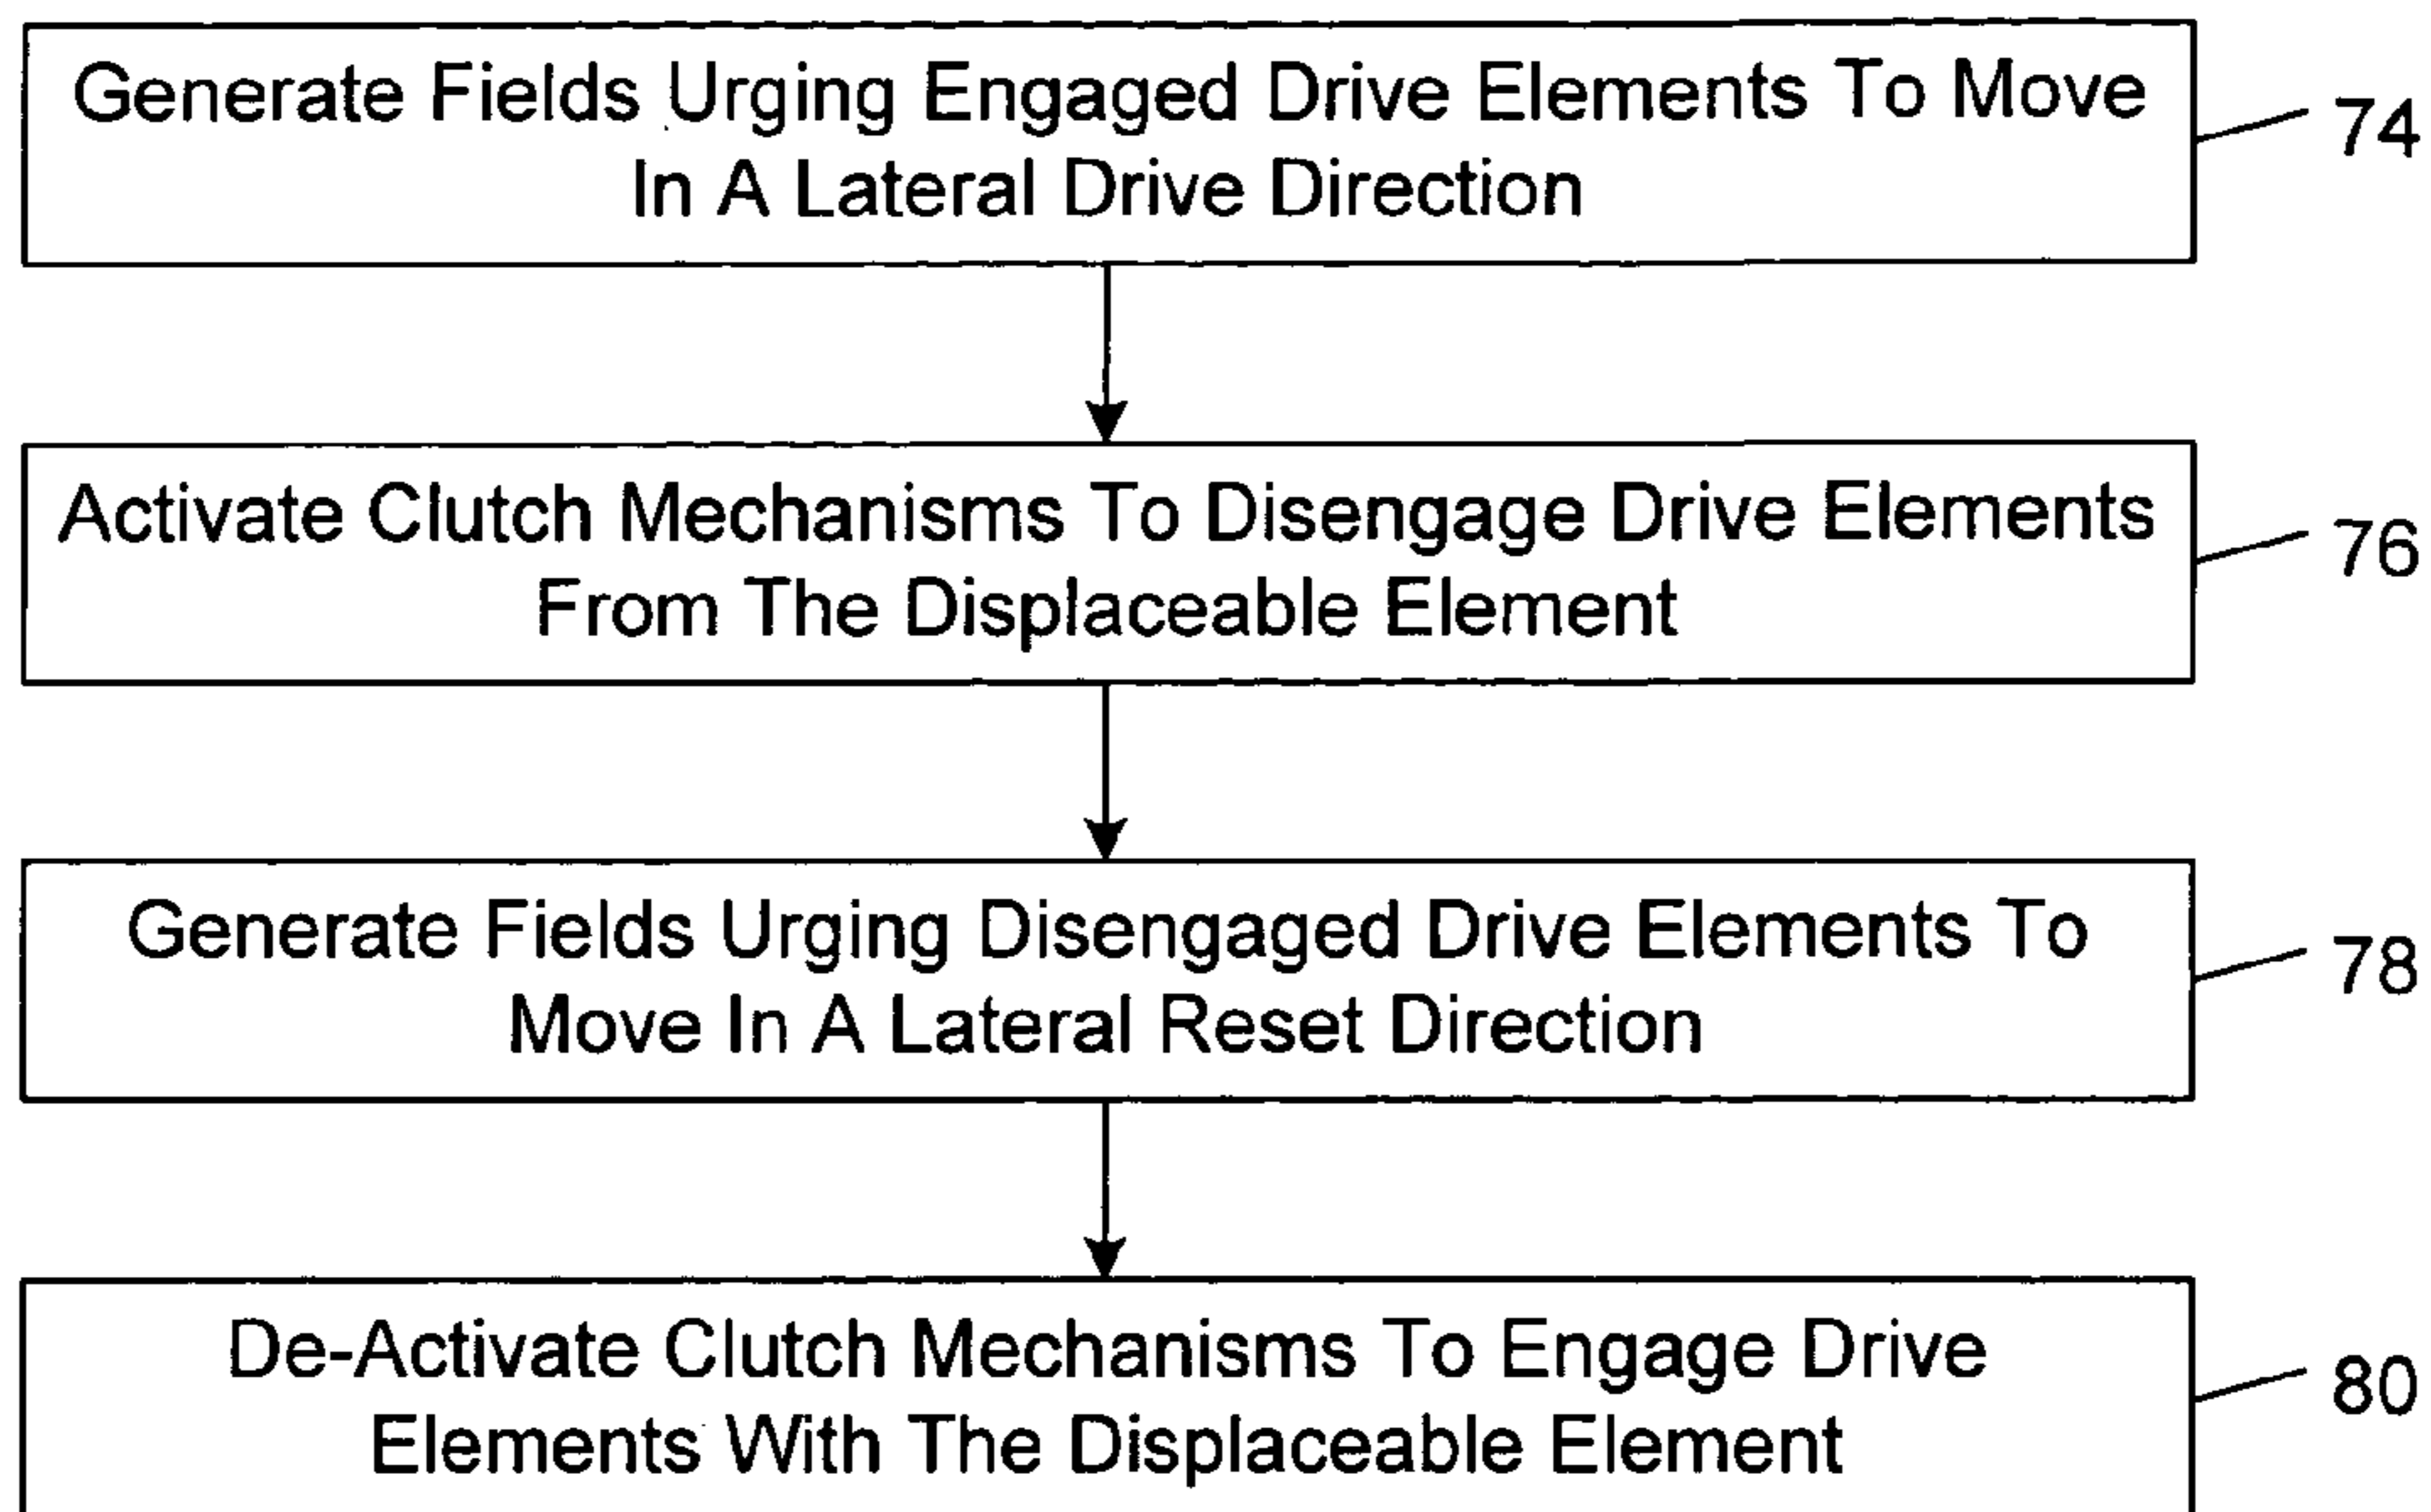 Generate Fields Urging Engaged Drive Elements To Move
In A Lateral Drive Direction
74
Activate Clutch Mechanisms To Disengage Drive Elements
From The Displaceable Element
76
Generate Fields Urging Disengaged Drive Elements To
Move In A Lateral Reset Direction
78
De-Activate Clutch Mechanisms To Engage Drive
Elements With The Displaceable Element
80